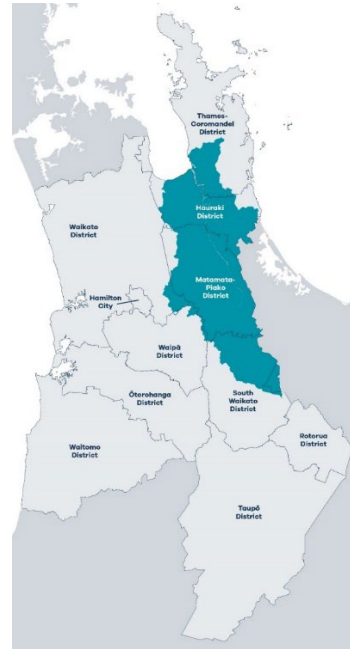 Thames-
Coromandel
District
Hauraki
District
Waikato
District
Matamata-
Piako
District
Hamilton
City
Waipā
District
Ōtorohanga
District
South
Waikato
District
Waitomo
District
Rotorua
District
Taupō
District